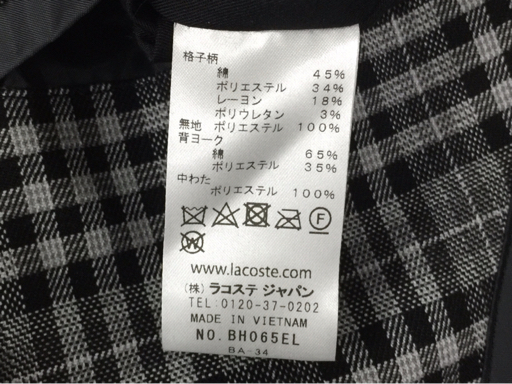 格子柄
綿 45%
ポリエステル 34%
レーヨン 18%
ポリウレタン 3%
無地 ポリエステル 100%
背ヨーク
綿 65%
ポリエステル 35%
中わた
ポリエステル 100%
F
W
www.lacoste.com
(株) ラコステ ジャパン
TEL:0120-37-0202
MADE IN VIETNAM
NO. BH065EL
BA-34